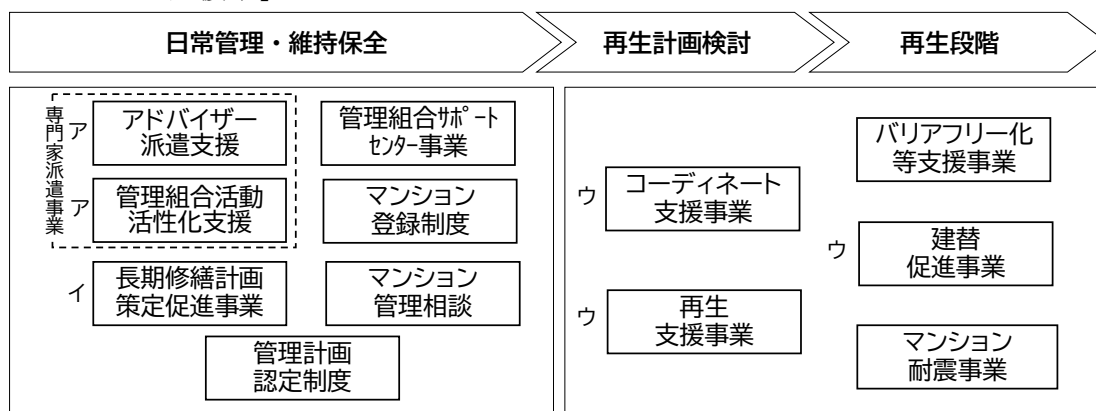 日常管理・維持保全
再生計画検討
再生段階
専門家派遣事業
ア
アドバイザー
派遣支援
管理組合ｻﾎﾟｰﾄ
ｾﾝﾀｰ事業
ア
管理組合活動
活性化支援
マンション
登録制度
イ
長期修繕計画
策定促進事業
マンション
管理相談
管理計画
認定制度
ウ
コーディネート
支援事業
ウ
再生
支援事業
バリアフリー化
等支援事業
ウ
建替
促進事業
マンション
耐震事業